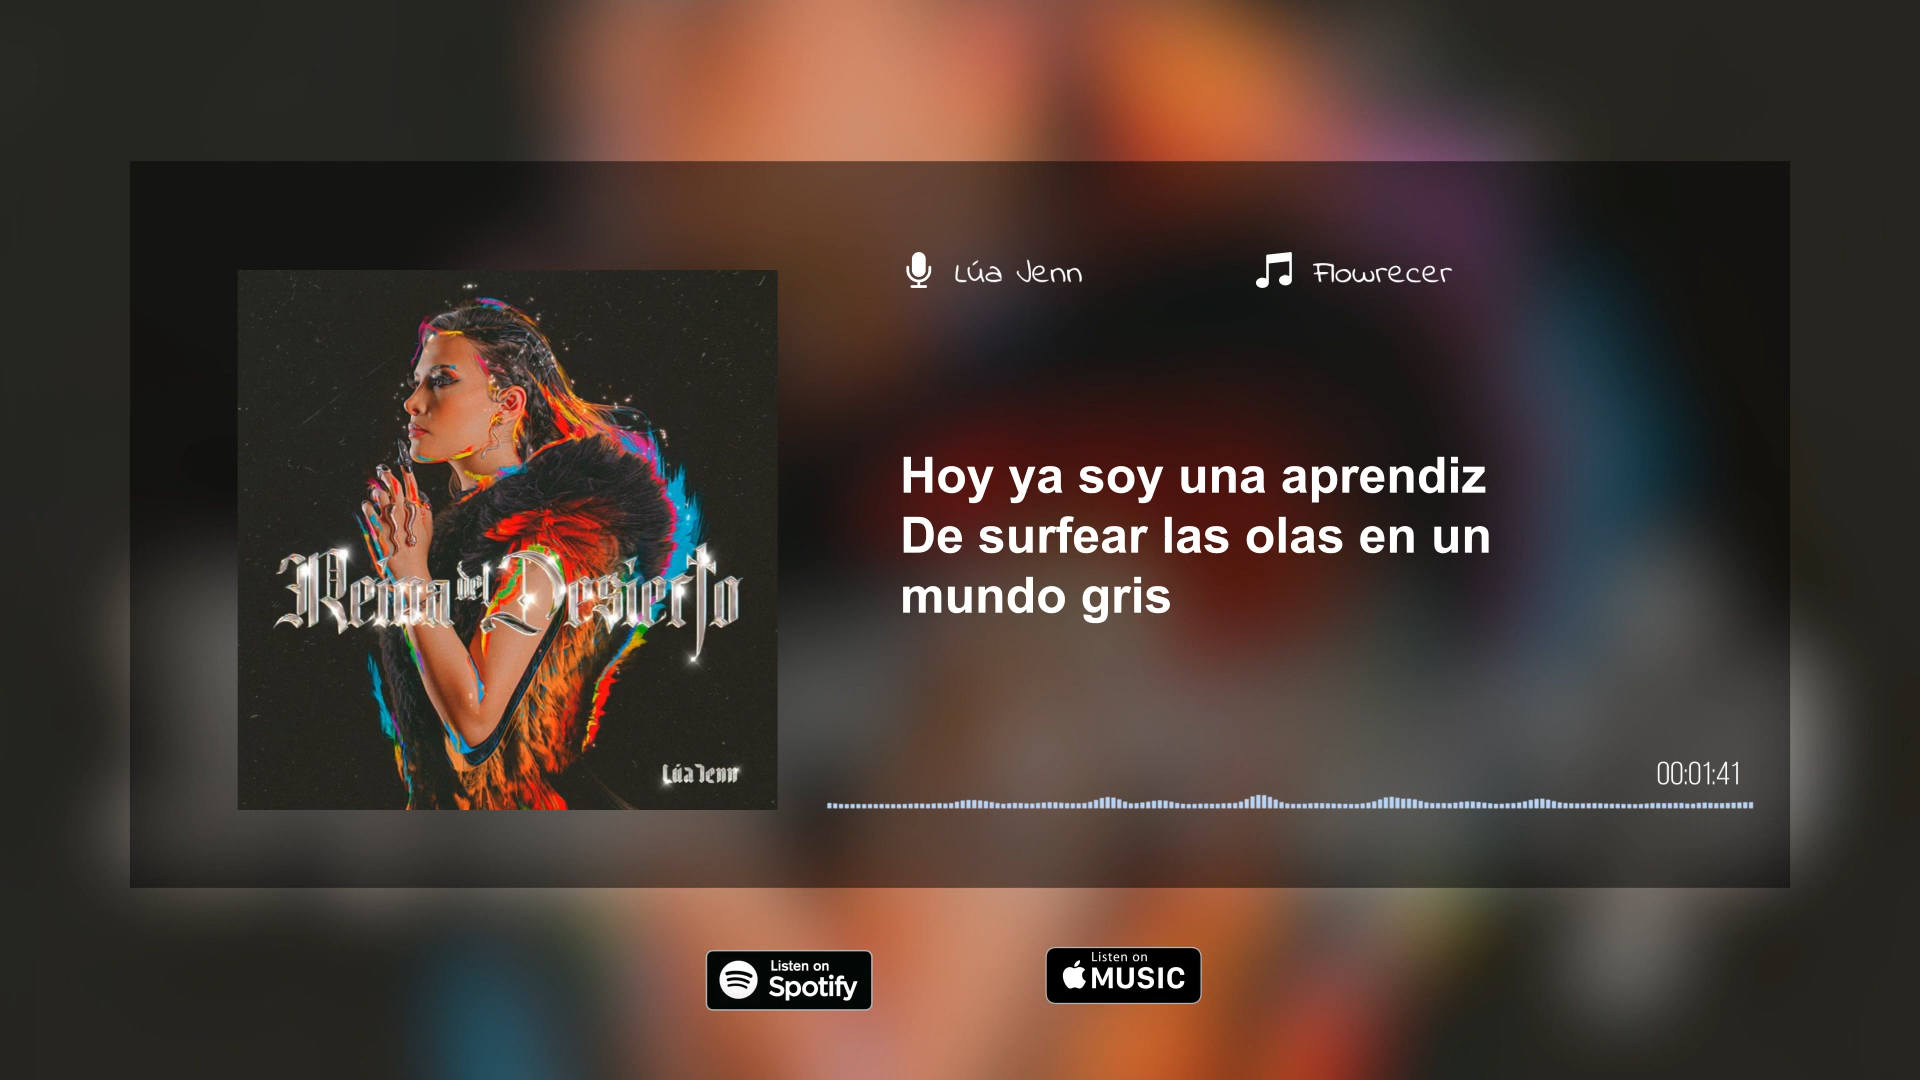 Lúa Jenn
Flowrecer
Reina del Desierto
Lúa Jenn
Hoy ya soy una aprendiz
De surfear las olas en un
mundo gris
00:01:41
Listen on
Spotify
Listen on
MUSIC